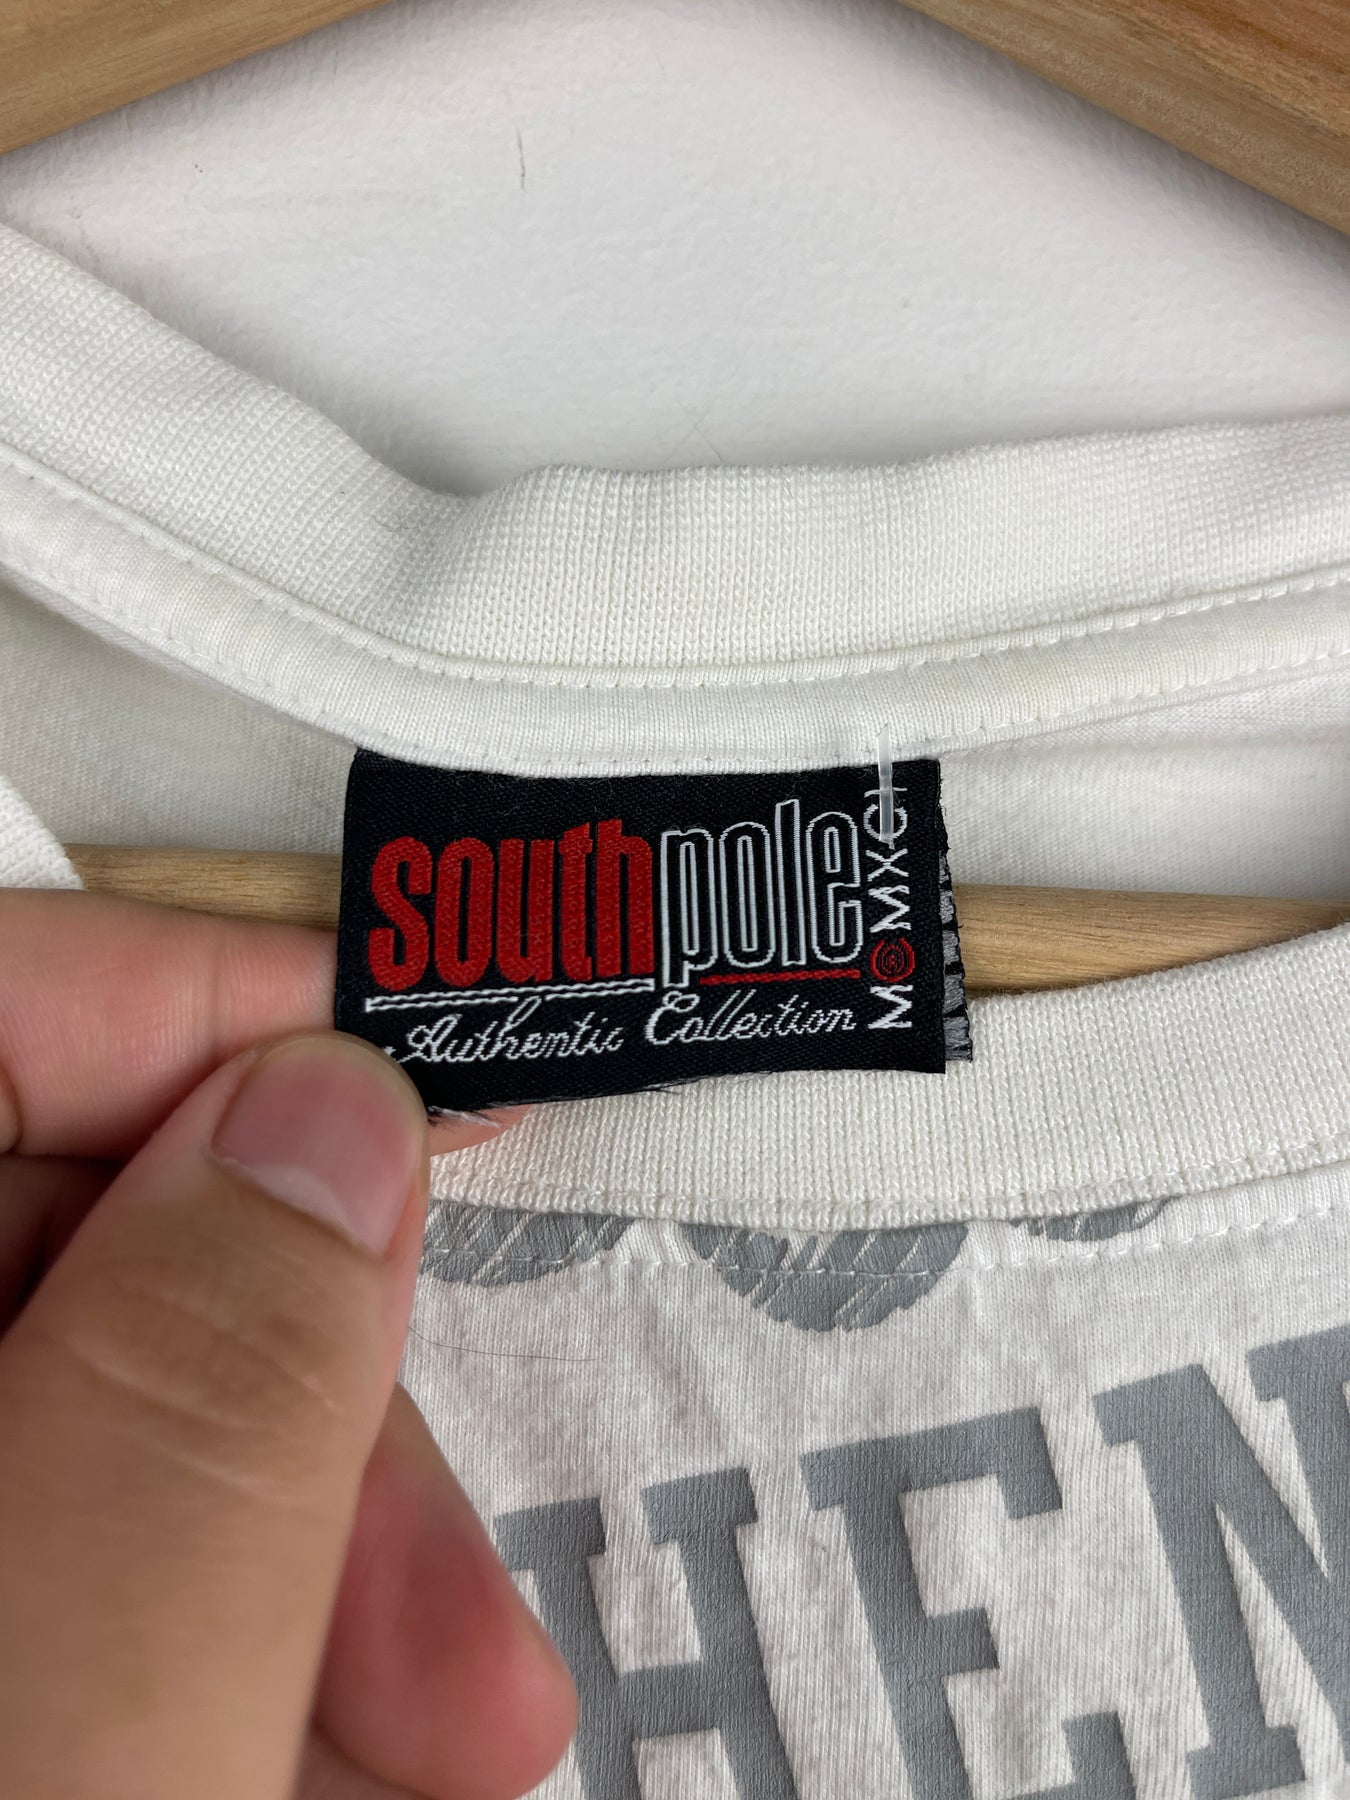 southpole
Authentic Collection
MCMXCI
HEN